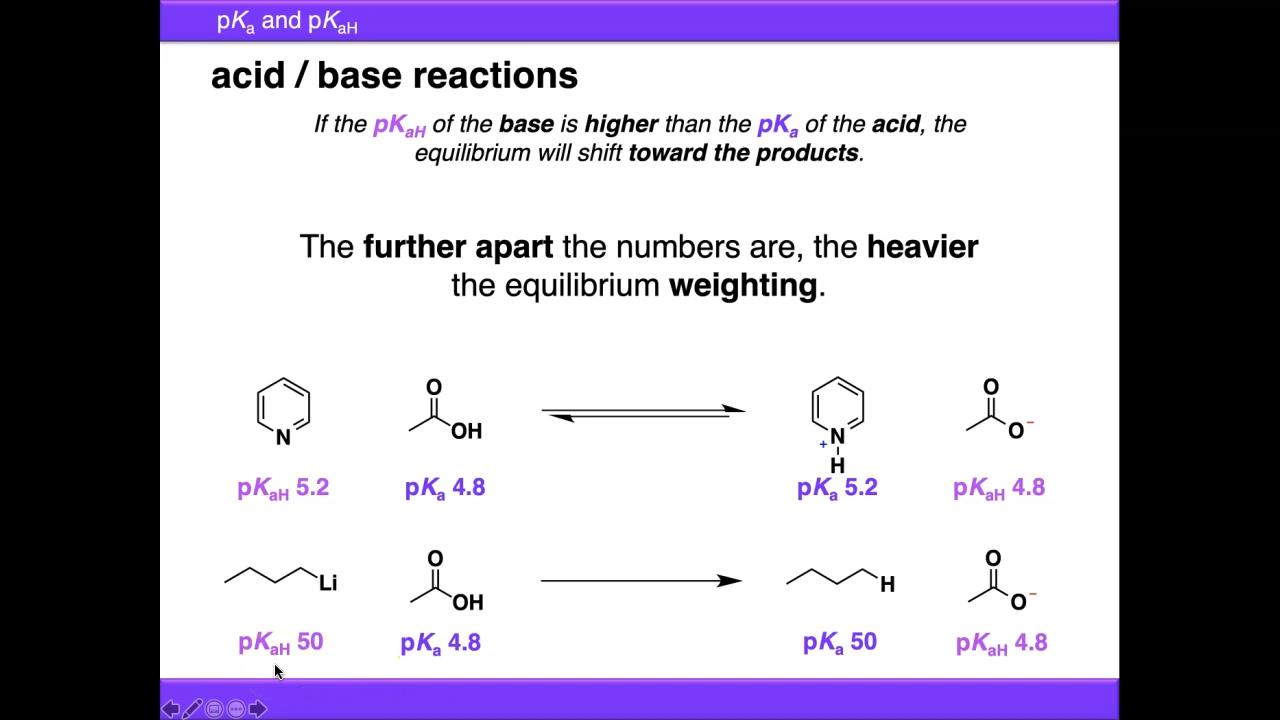 pKa and pKaH
acid / base reactions
If the pKaH of the base is higher than the pKa of the acid, the
equilibrium will shift toward the products.
The further apart the numbers are, the heavier
the equilibrium weighting.
N
O
OH
N
+
H
O
O −
pKaH 5.2
pKa 4.8
pKa 5.2
pKaH 4.8
Li
O
OH
H
O
O −
pKaH 50
pKa 4.8
pKa 50
pKaH 4.8